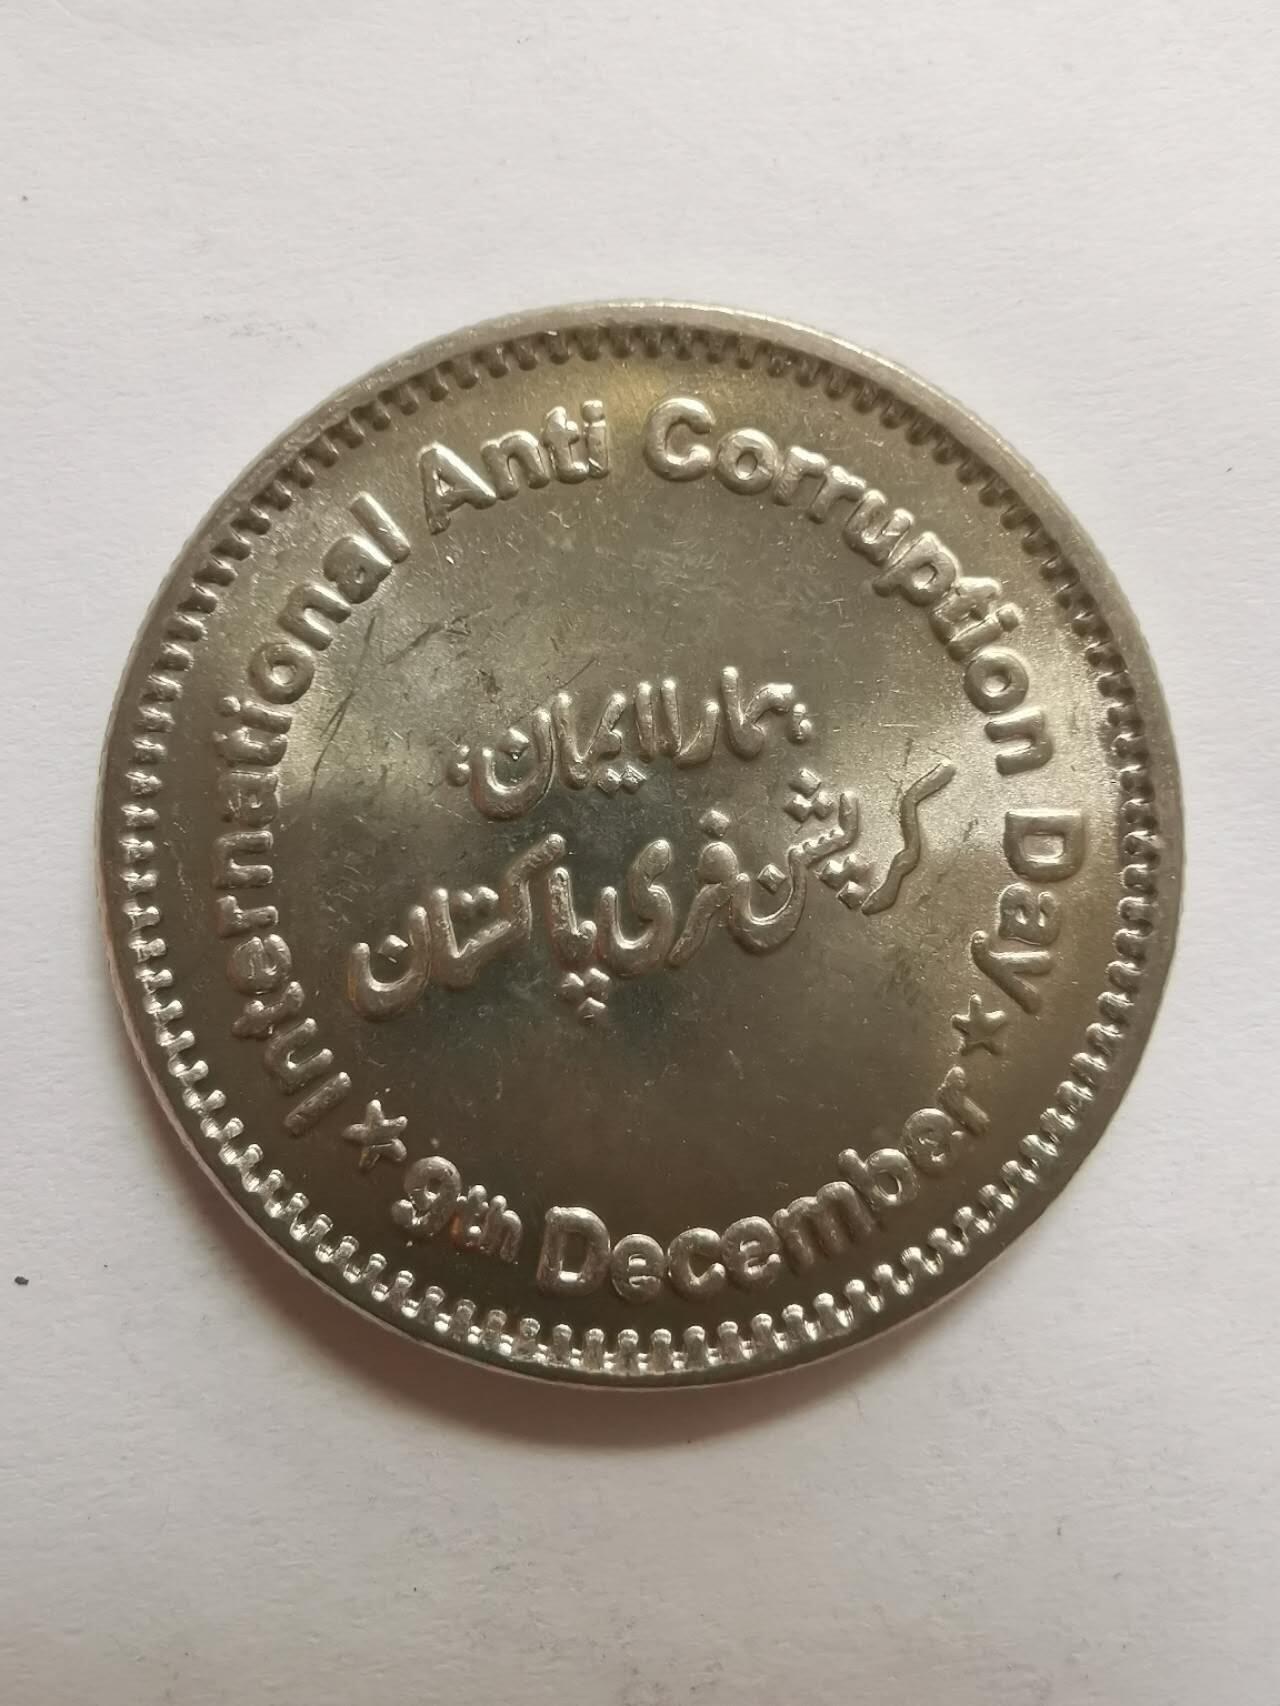 International Anti Corruption Day
ہمارا ایمان،
کرپشن فری پاکستان
9th December